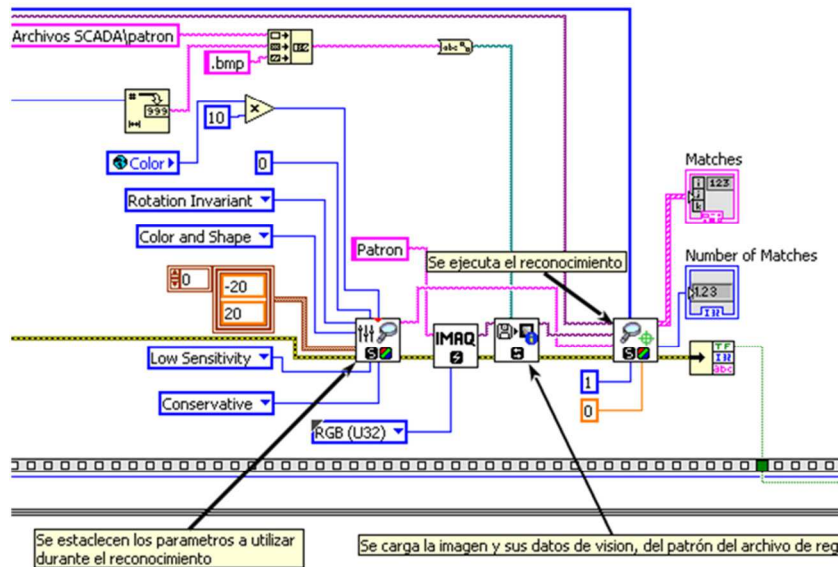 Archivos SCADA\patron
.bmp
abc
#
999
10
x
Color
0
Matches
i
j
k
123
Rotation Invariant
Color and Shape
Patron
Se ejecuta el reconocimiento
0
-20
20
Number of Matches
123
IMAQ
S
S
TF
abc
Low Sensitivity
1
Conservative
0
RGB (U32)
Se estaclecen los parametros a utilizar
durante el reconocimiento
Se carga la imagen y sus datos de vision, del patrón del archivo de reg